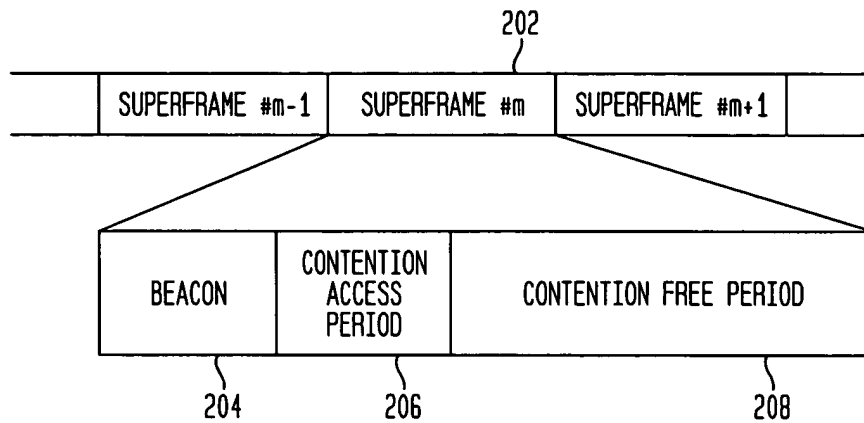 202
SUPERFRAME #m-1 SUPERFRAME #m SUPERFRAME #m+1
BEACON
CONTENTION
ACCESS
PERIOD
CONTENTION FREE PERIOD
204 206 208